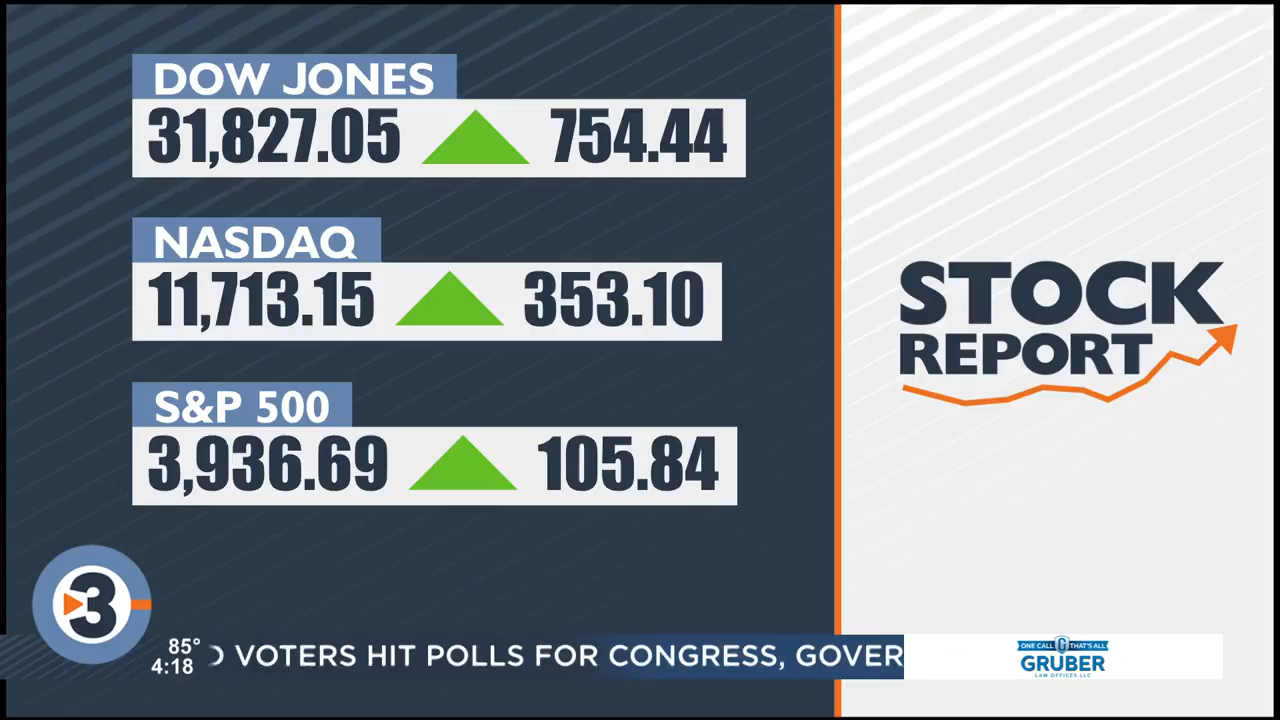 DOW JONES
31,827.05 754.44
NASDAQ
11,713.15 353.10
S&P 500
3,936.69 105.84
STOCK
REPORT
3
85°
4:18
VOTERS HIT POLLS FOR CONGRESS, GOVER
ONE CALL G THAT'S ALL
GRUBER
LAW OFFICES LLC